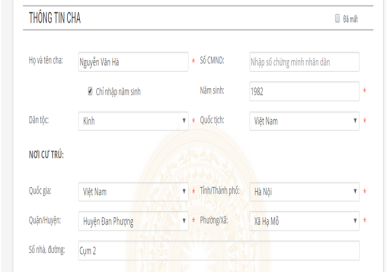 THÔNG TIN CHA
Đã mất
Họ và tên cha: Nguyễn Văn Hà * Số CMND: Nhập số chứng minh nhân dân
Chỉ nhập năm sinh Năm sinh: 1982 *
Dân tộc: Kinh * Quốc tịch: Việt Nam *
NƠI CƯ TRÚ:
Quốc gia: Việt Nam * Tỉnh/Thành phố: Hà Nội *
Quận/Huyện: Huyện Đan Phượng * Phường/Xã: Xã Hạ Mỗ *
Số nhà, đường: Cụm 2